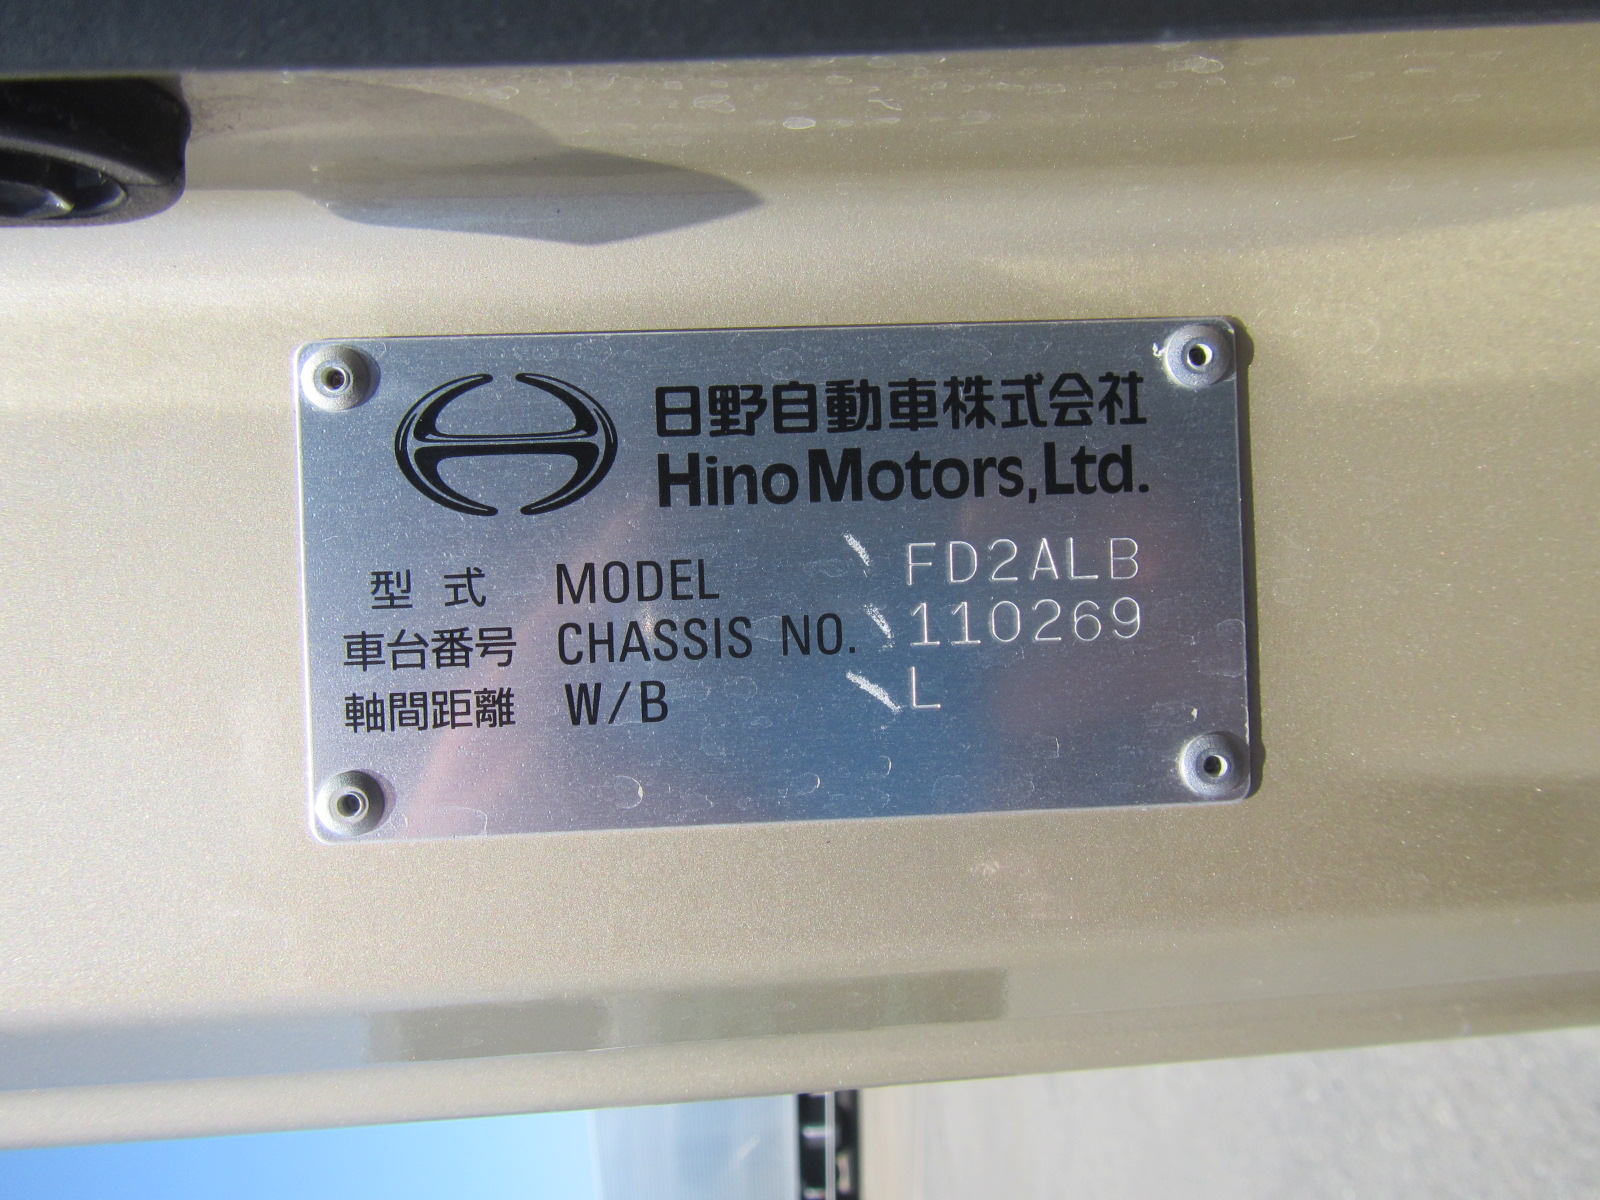 日野自動車株式会社
Hino Motors, Ltd.
型式 MODEL FD2ALB
車台番号 CHASSIS NO. 110269
軸間距離 W/B L